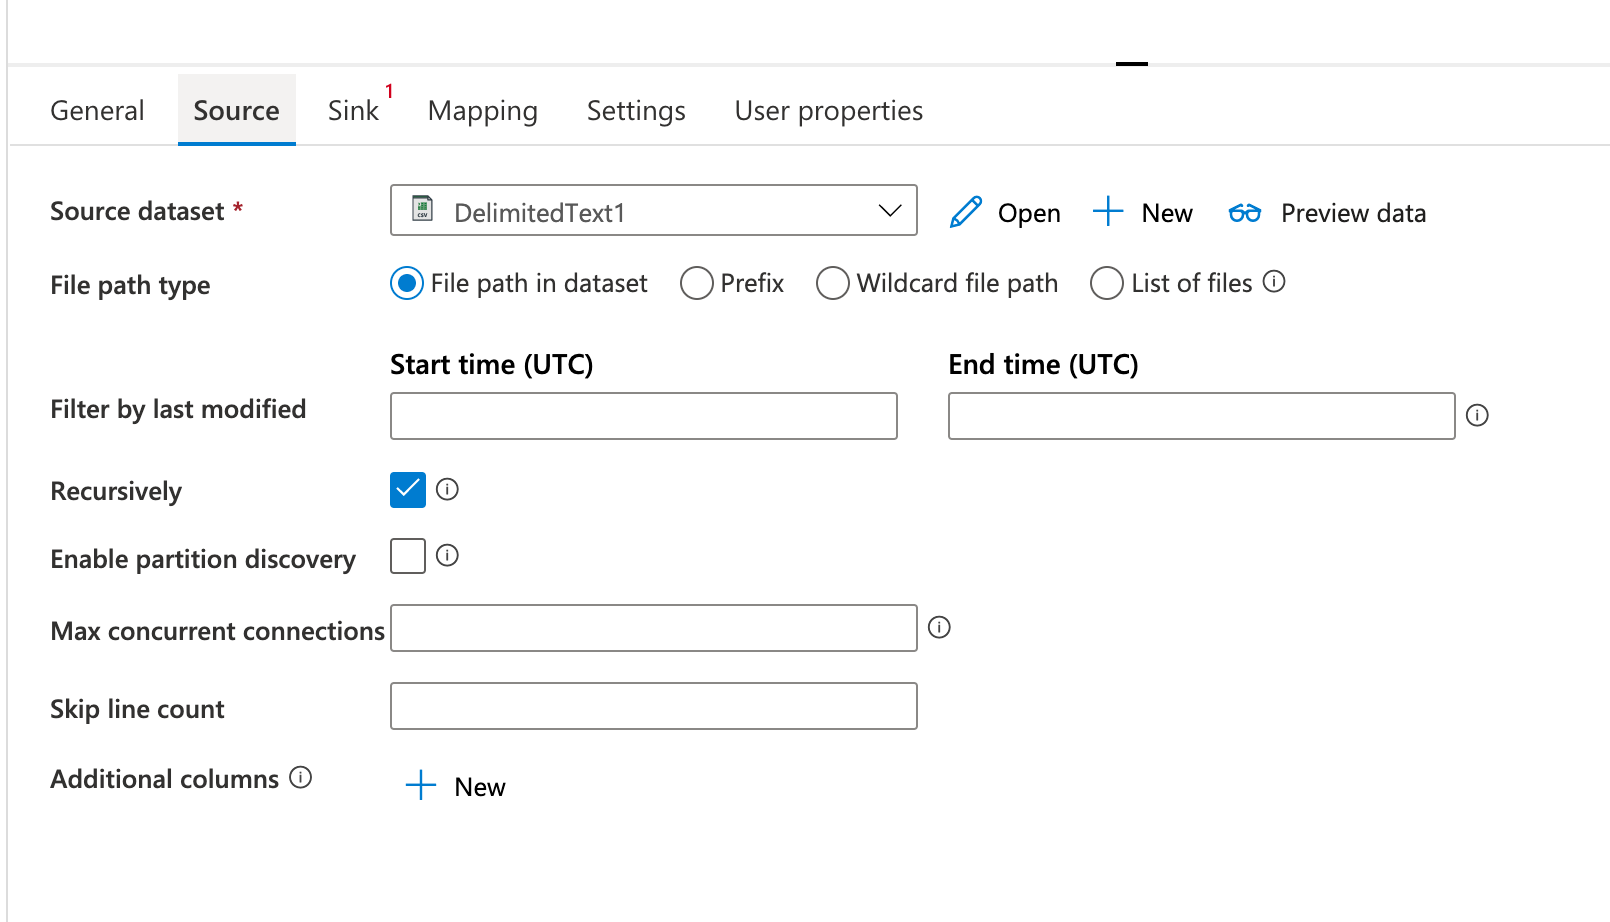 General Source Sink 1 Mapping Settings User properties
Source dataset * CSV DelimitedText1 Open New Preview data
File path type File path in dataset Prefix Wildcard file path List of files
Start time (UTC) End time (UTC)
Filter by last modified
Recursively
Enable partition discovery
Max concurrent connections
Skip line count
Additional columns New